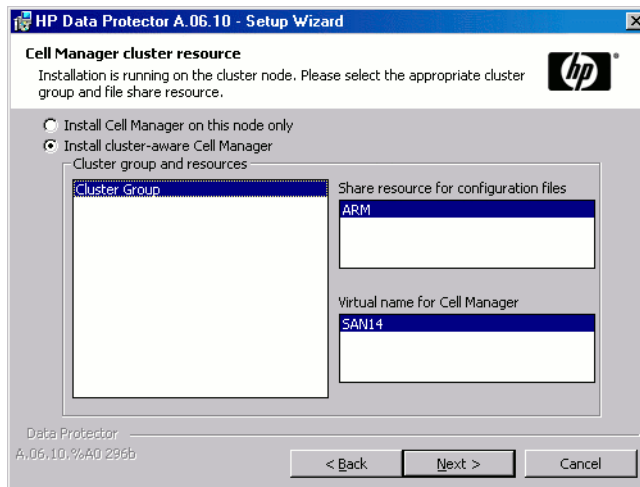 HP Data Protector A.06.10 - Setup Wizard
Cell Manager cluster resource
Installation is running on the cluster node. Please select the appropriate cluster
group and file share resource.
hp
Install Cell Manager on this node only
Install cluster-aware Cell Manager
Cluster group and resources
Cluster Group
Share resource for configuration files
ARM
Virtual name for Cell Manager
SAN14
Data Protector
A.06.10.%A0 296b
< Back
Next >
Cancel